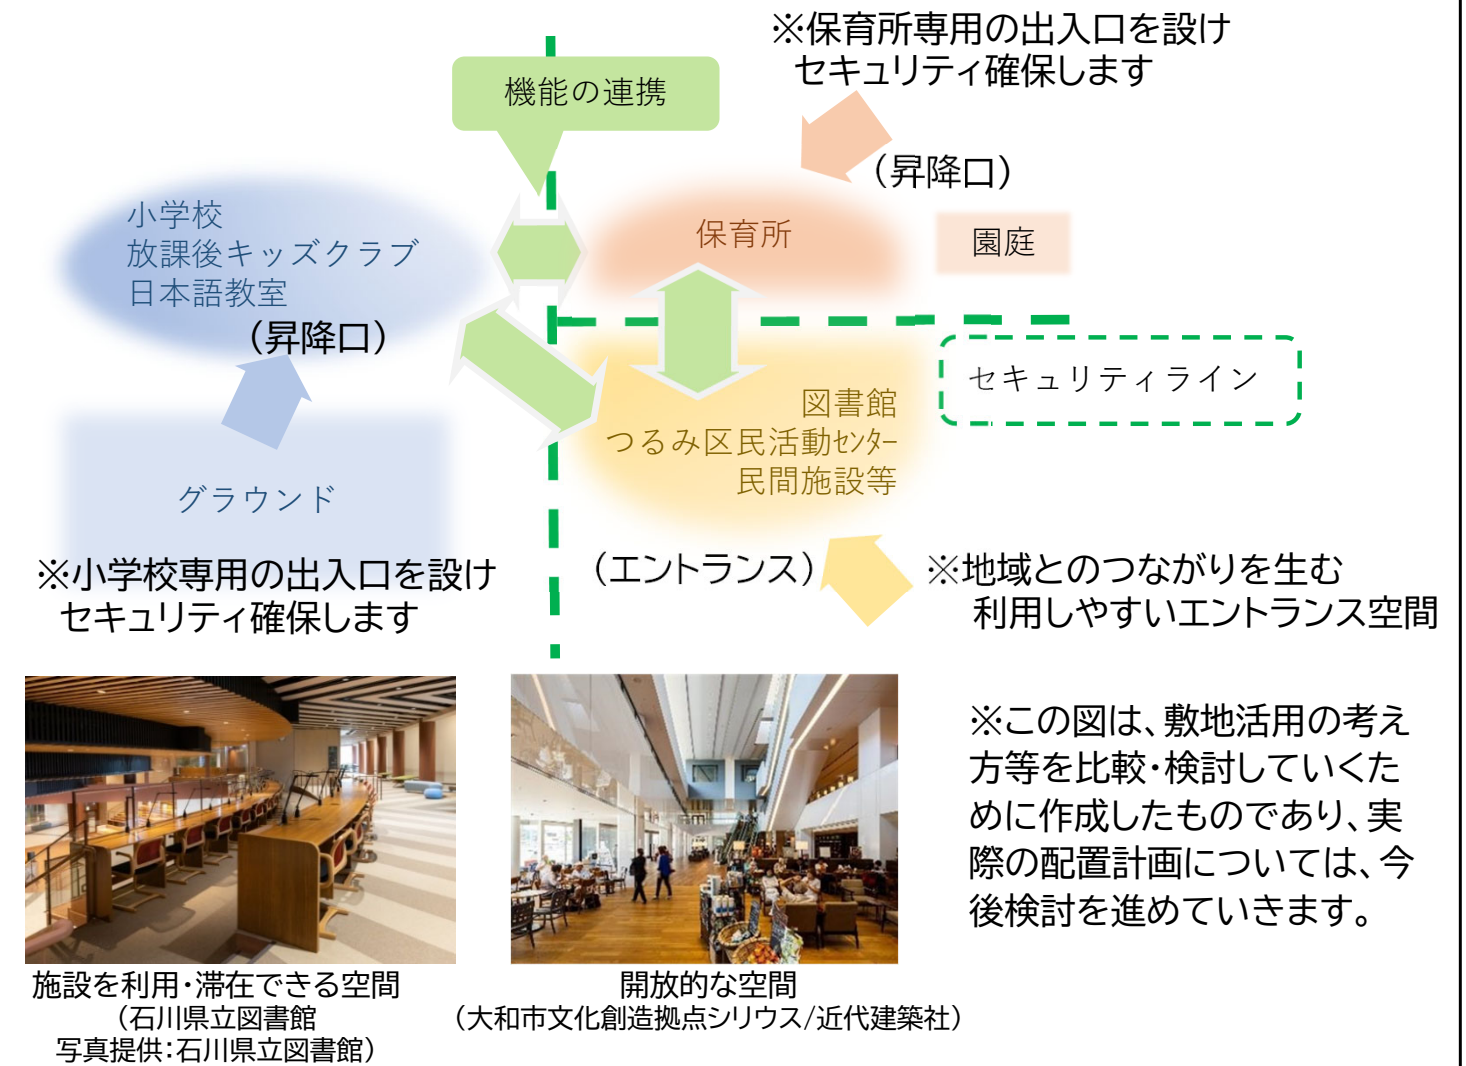 ※保育所専用の出入口を設け
セキュリティ確保します
機能の連携
（昇降口）
小学校
放課後キッズクラブ
日本語教室
（昇降口）
保育所
園庭
セキュリティライン
図書館
つるみ区民活動ｾﾝﾀｰ
民間施設等
グラウンド
※小学校専用の出入口を設け
セキュリティ確保します
（エントランス）
※地域とのつながりを生む
利用しやすいエントランス空間
※この図は、敷地活用の考え
方等を比較・検討していくた
めに作成したものであり、実
際の配置計画については、今
後検討を進めていきます。
施設を利用・滞在できる空間
（石川県立図書館
写真提供：石川県立図書館）
開放的な空間
（大和市文化創造拠点シリウス/近代建築社）